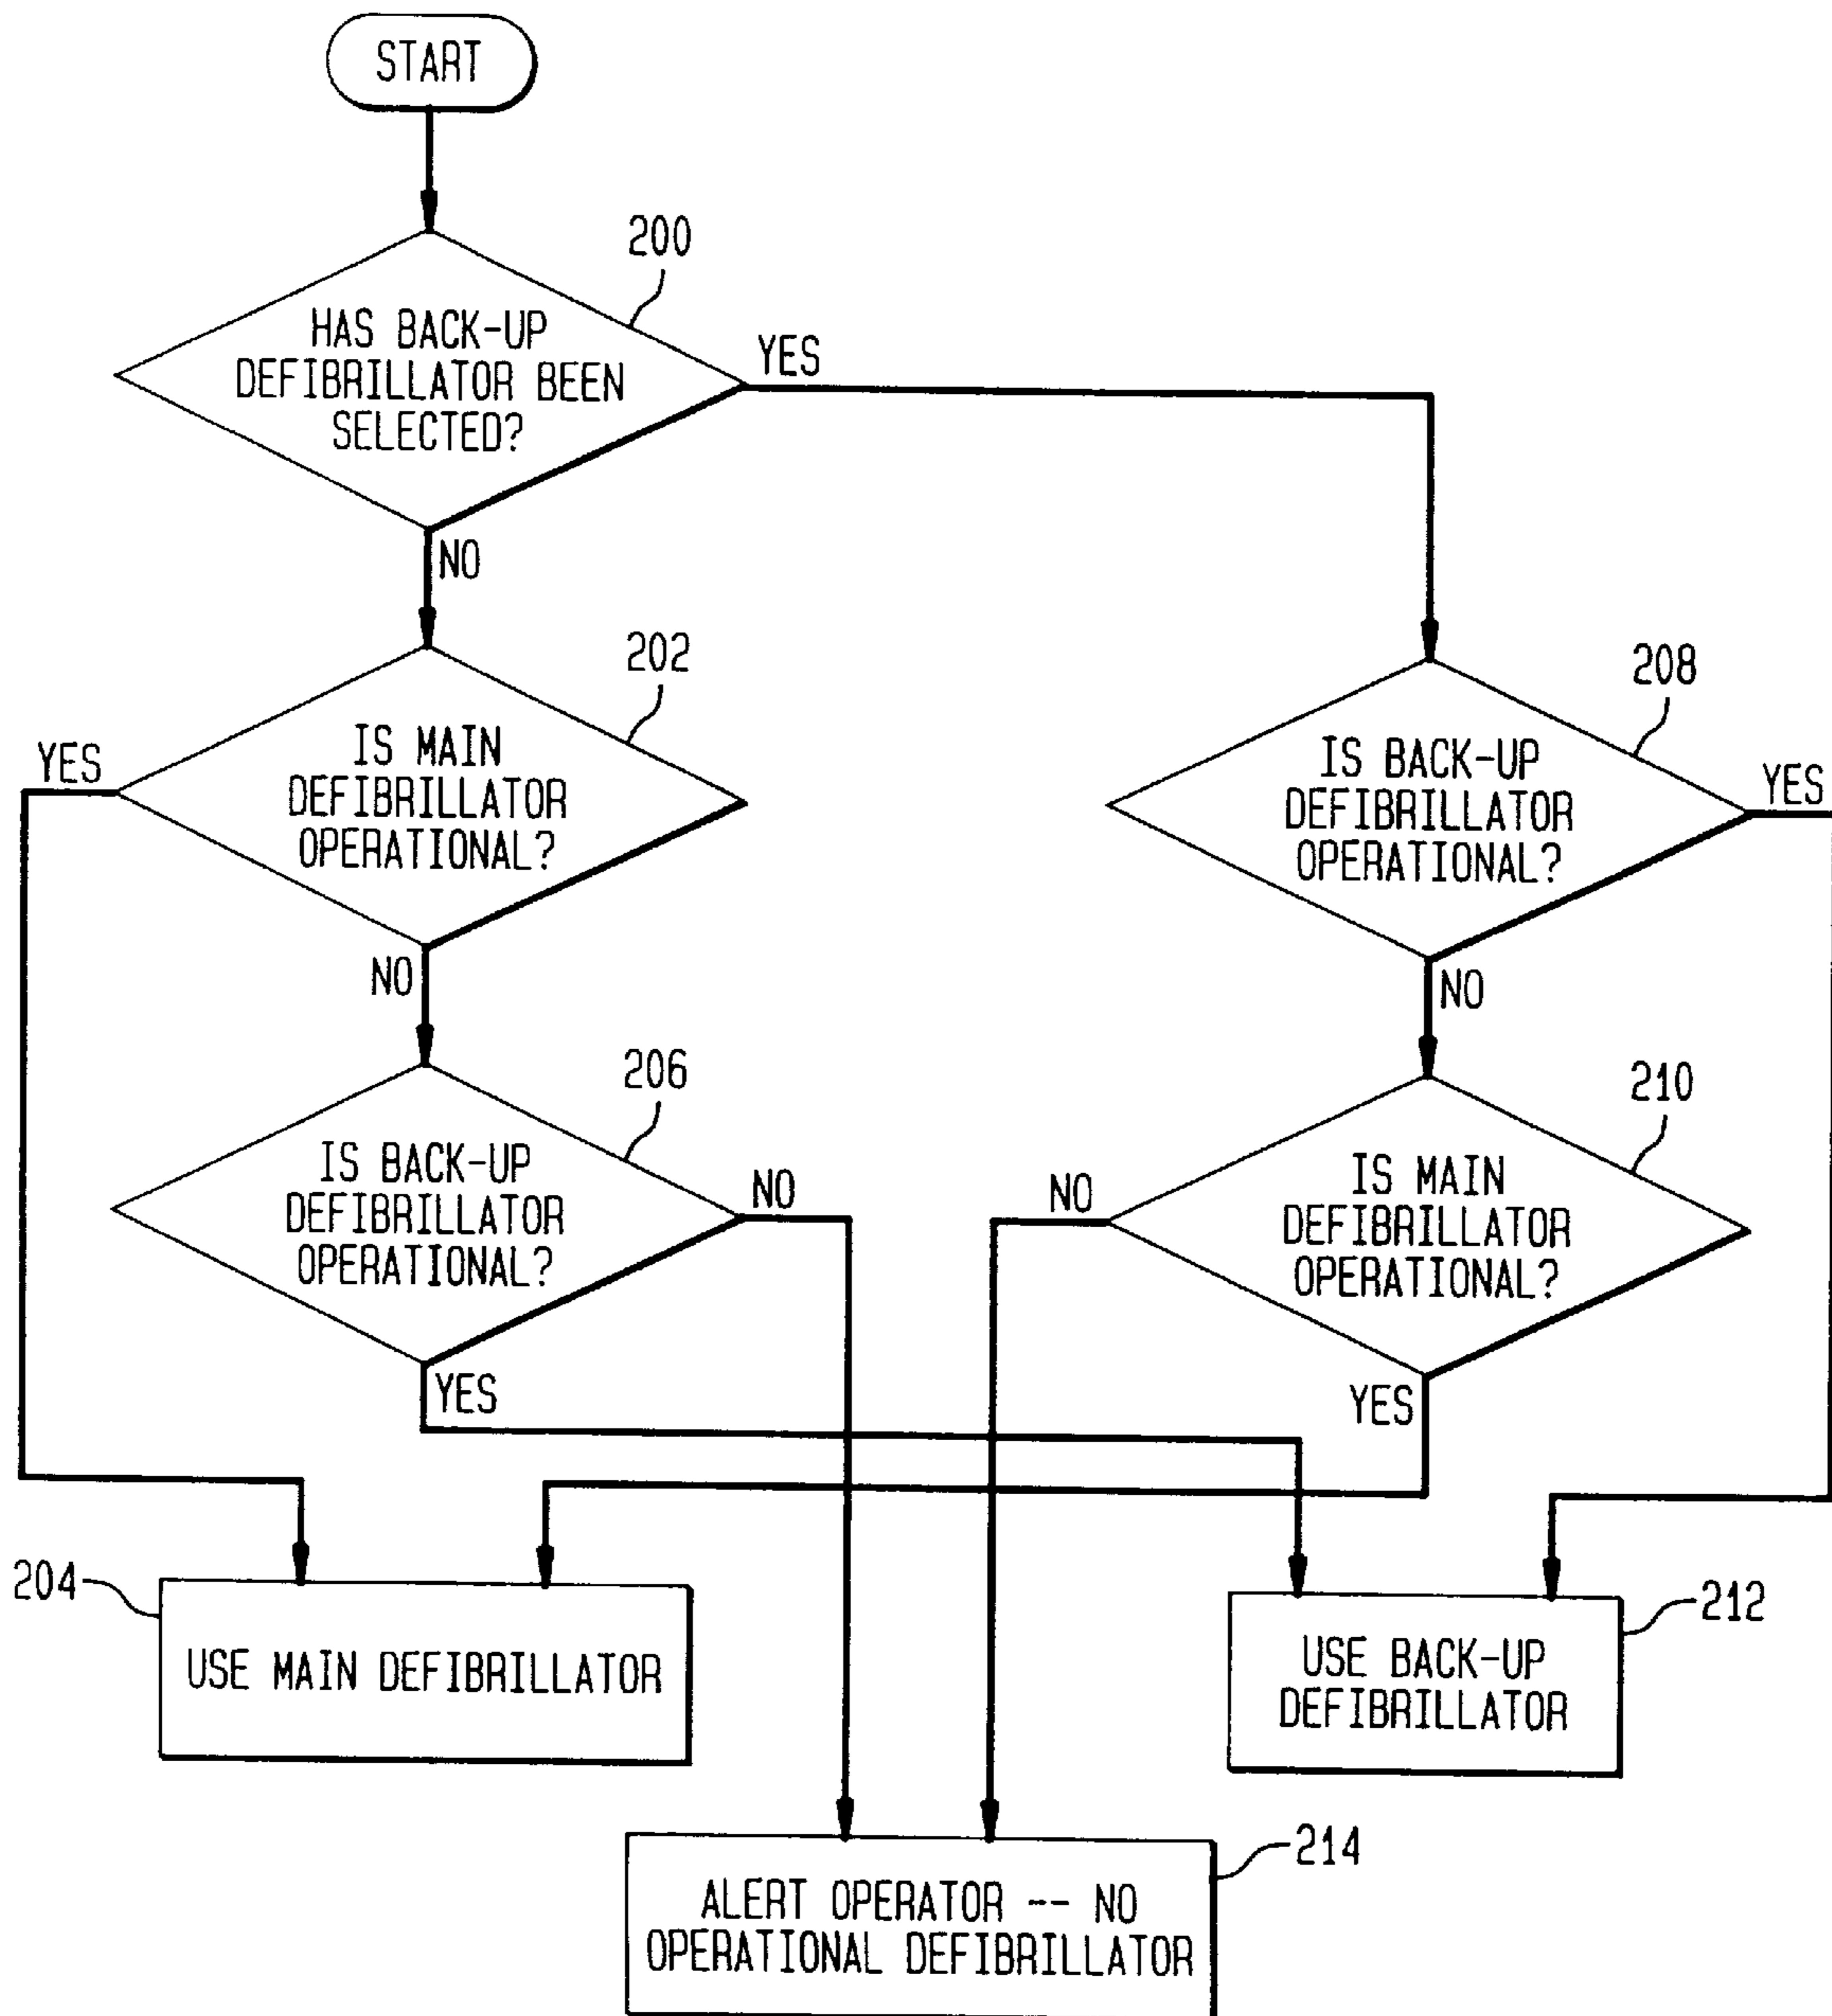 START
200
HAS BACK-UP
DEFIBRILLATOR BEEN
SELECTED?
YES
NO
202
IS MAIN
DEFIBRILLATOR
OPERATIONAL?
YES
NO
208
IS BACK-UP
DEFIBRILLATOR
OPERATIONAL?
YES
NO
206
IS BACK-UP
DEFIBRILLATOR
OPERATIONAL?
NO
YES
210
IS MAIN
DEFIBRILLATOR
OPERATIONAL?
NO
YES
204
USE MAIN DEFIBRILLATOR
212
USE BACK-UP
DEFIBRILLATOR
214
ALERT OPERATOR -- NO
OPERATIONAL DEFIBRILLATOR